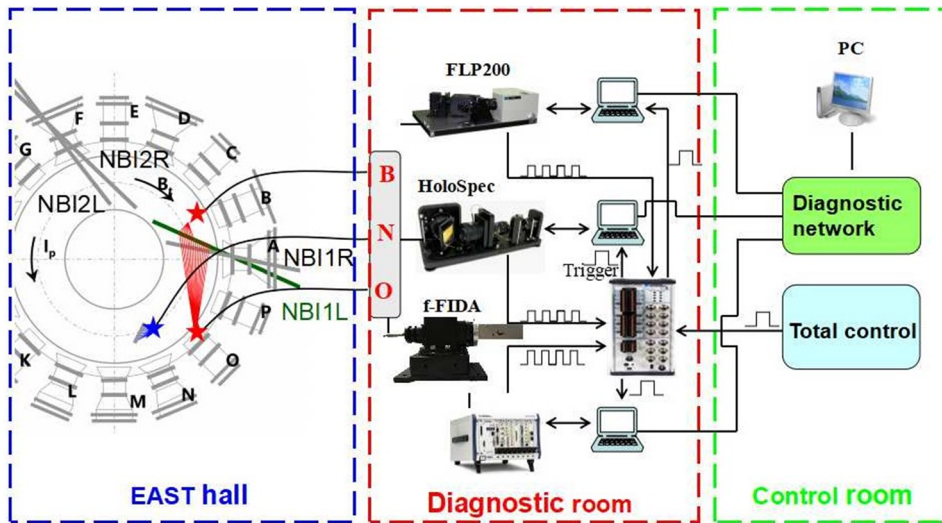 F
E
D
G
C
NBI2R
Bt
B
NBI2L
Ip
A
NBI1R
NBI1L
P
K
O
L
M
N
EAST hall
B
N
O
FLP200
HoloSpec
Trigger
f-FIDA
Diagnostic room
PC
Diagnostic
network
Total control
Control room